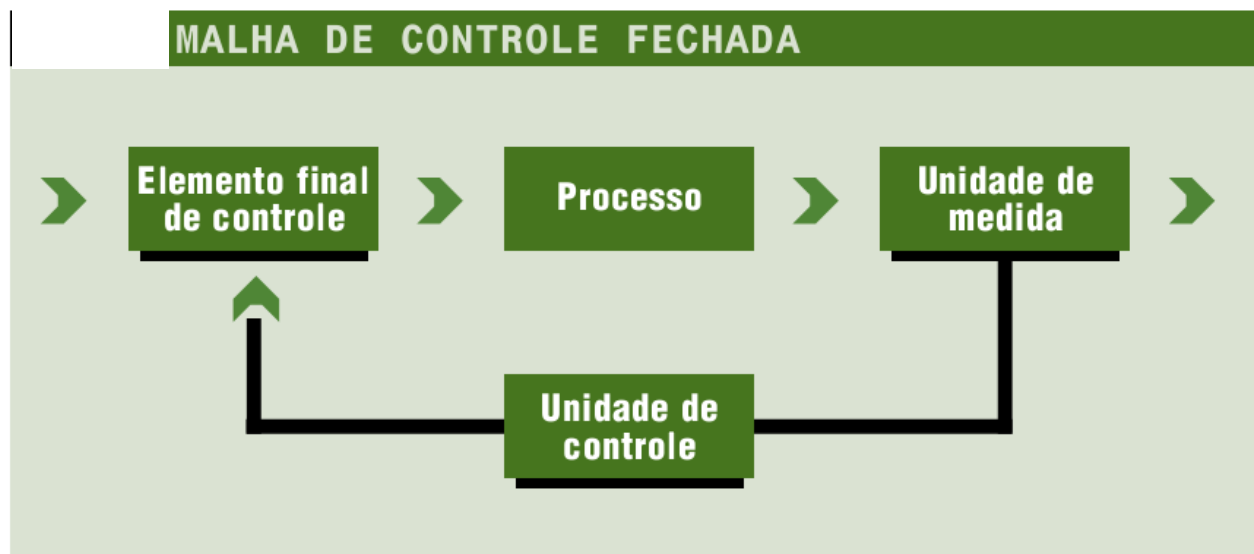 MALHA DE CONTROLE FECHADA
Elemento final
de controle
Processo
Unidade de
medida
Unidade de
controle